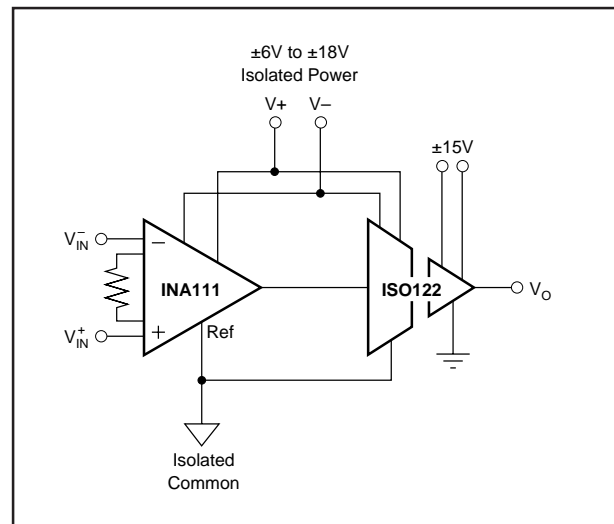 ±6V to ±18V
Isolated Power
V+ V–
±15V
V–IN
–
INA111
ISO122
VO
V+IN
+
Ref
Isolated
Common